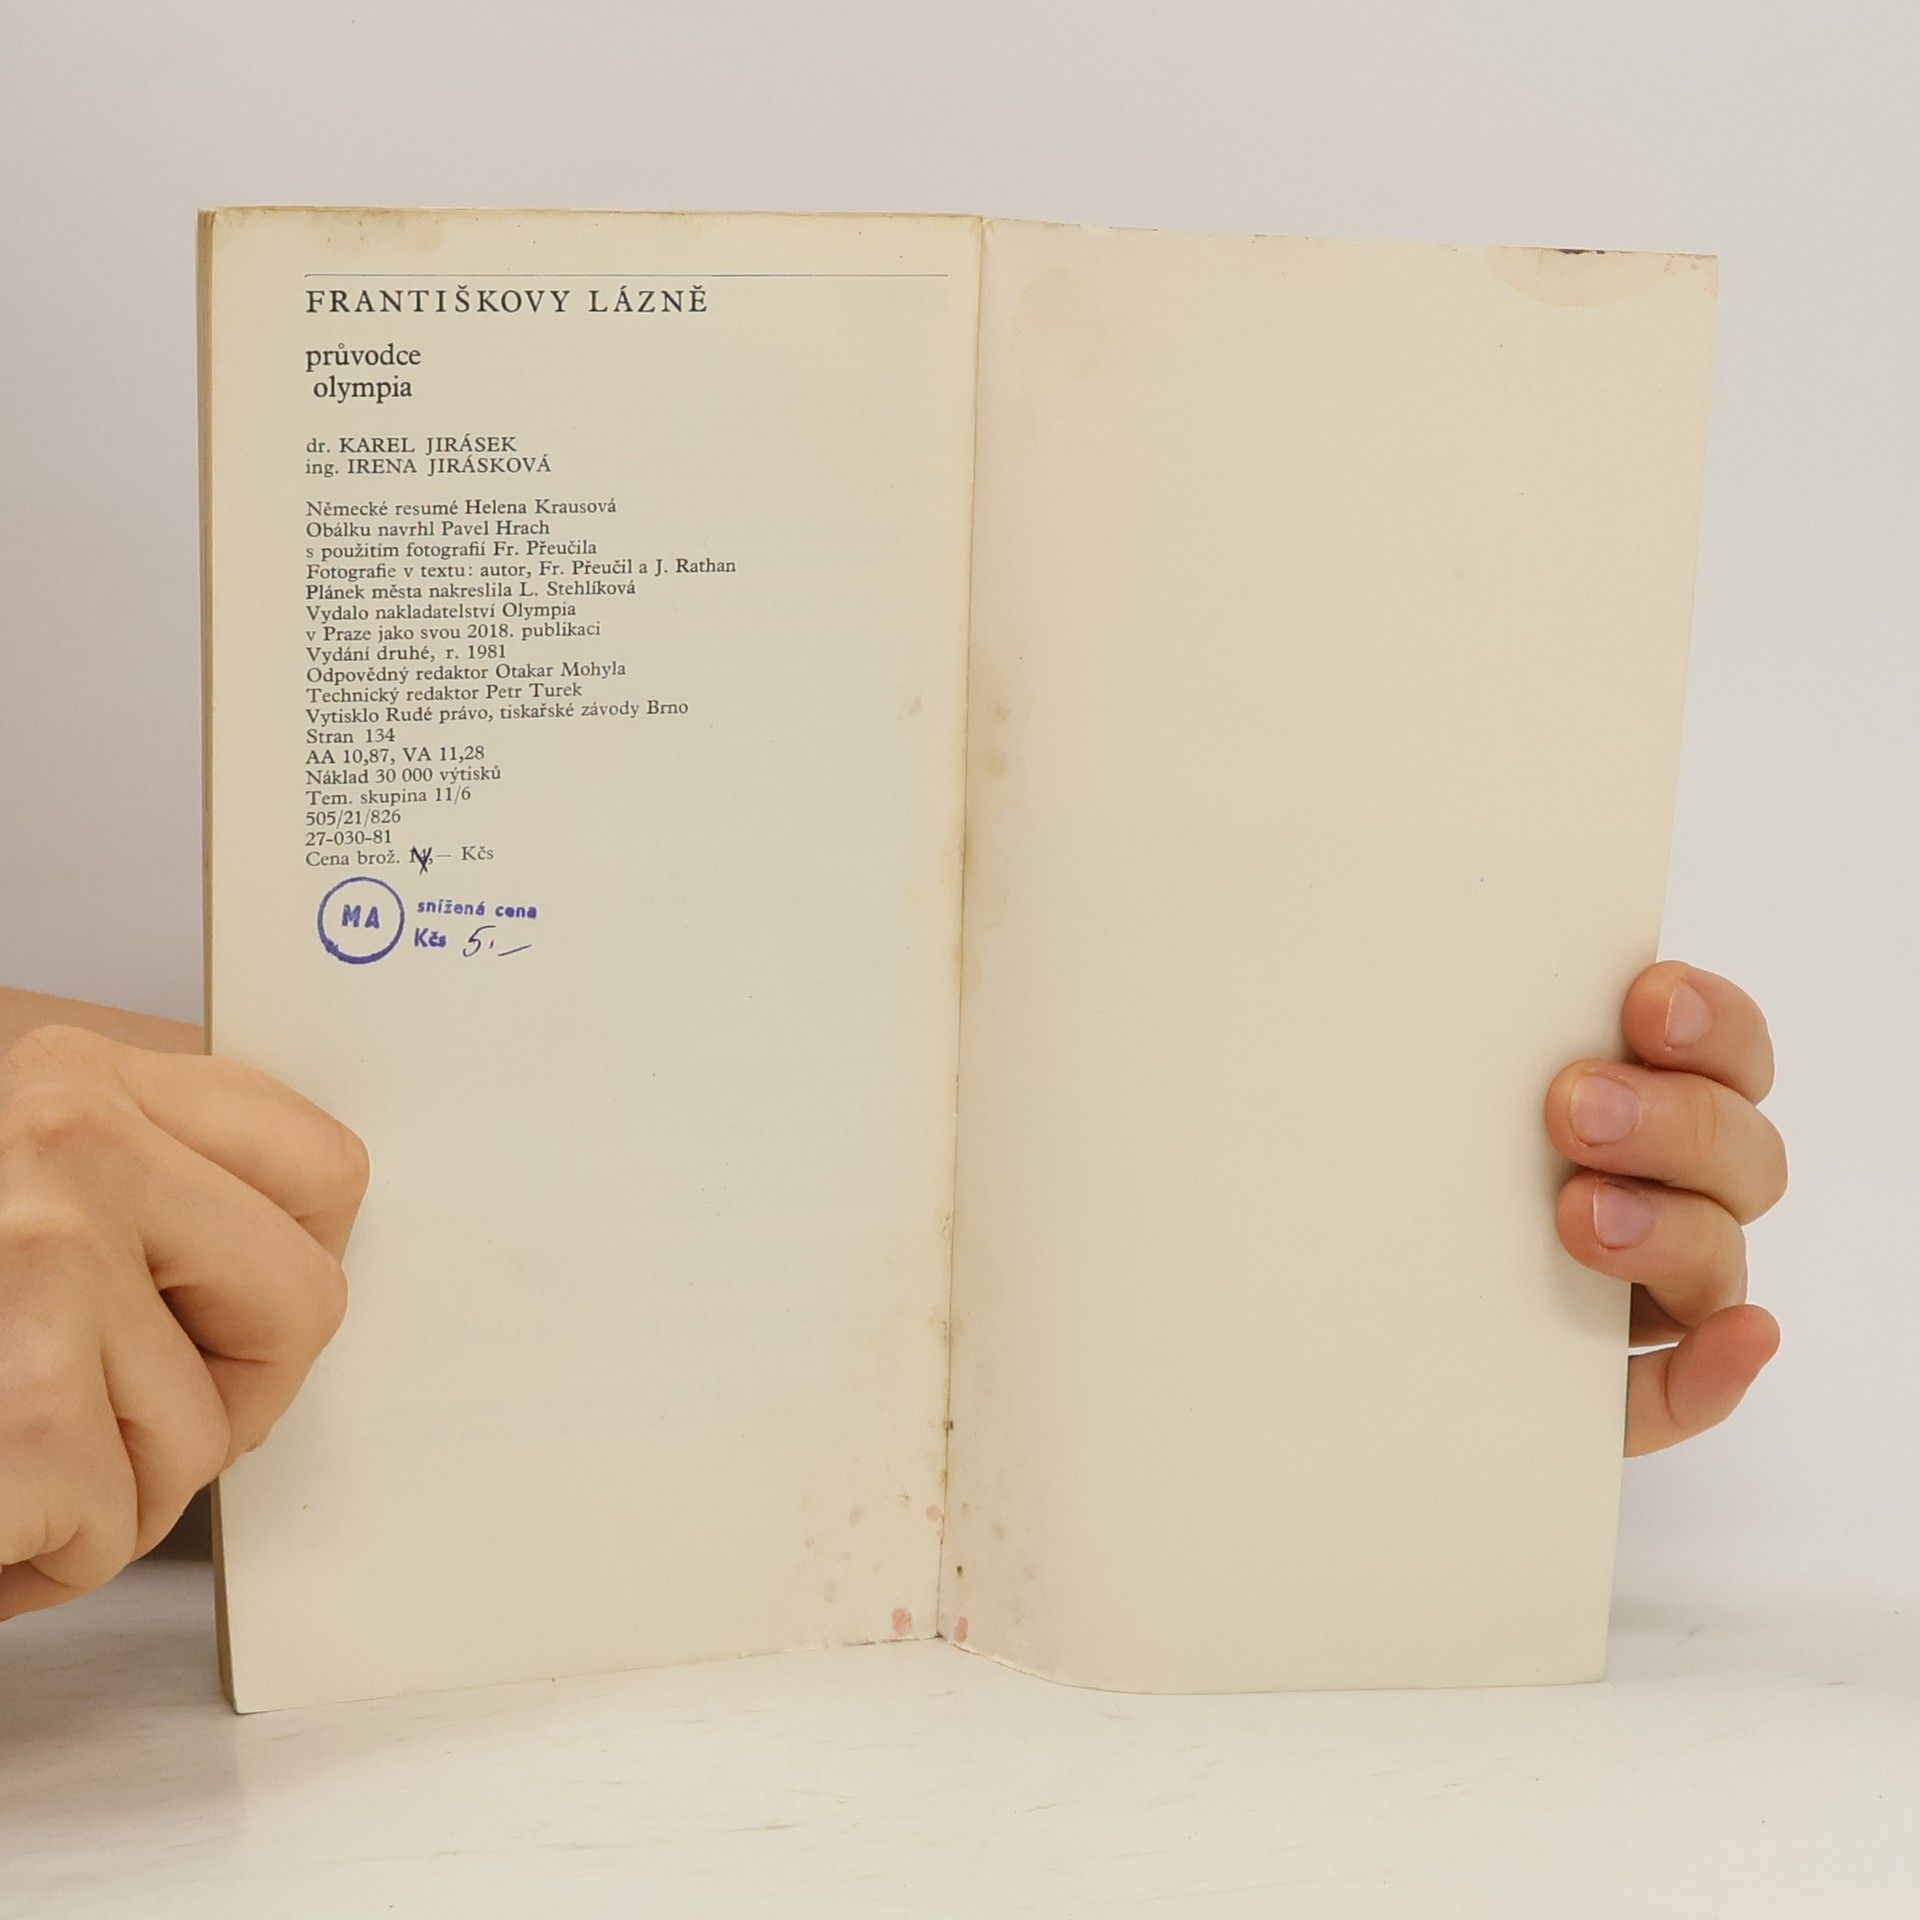 FRANTIŠKOVY LÁZNĚ
průvodce
olympia
dr. KAREL JIRÁSEK
ing. IRENA JIRÁSKOVÁ
Německé resumé Helena Krausová
Obálku navrhl Pavel Hrach
s použitím fotografií Fr. Přeučila
Fotografie v textu: autor, Fr. Přeučil a J. Rathan
Plánek města nakreslila L. Stehlíková
Vydalo nakladatelství Olympia
v Praze jako svou 2018. publikaci
Vydání druhé, r. 1981
Odpovědný redaktor Otakar Mohyla
Technický redaktor Petr Turek
Vytisklo Rudé právo, tiskařské závody Brno
Stran 134
AA 10,87, VA 11,28
Náklad 30 000 výtisků
Tem. skupina 11/6
505/21/826
27-030-81
Cena brož. Kčs
MA snížená cena
Kčs 5.—